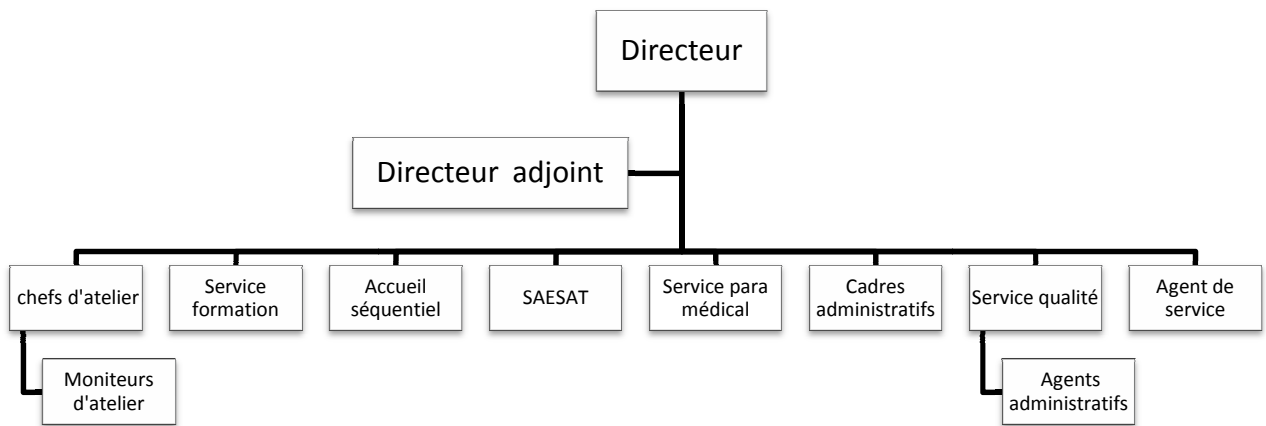 Directeur
Directeur adjoint
chefs d'atelier
Service
formation
Accueil
séquentiel
SAESAT
Service para
médical
Cadres
administratifs
Service qualité
Agent de
service
Moniteurs
d'atelier
Agents
administratifs